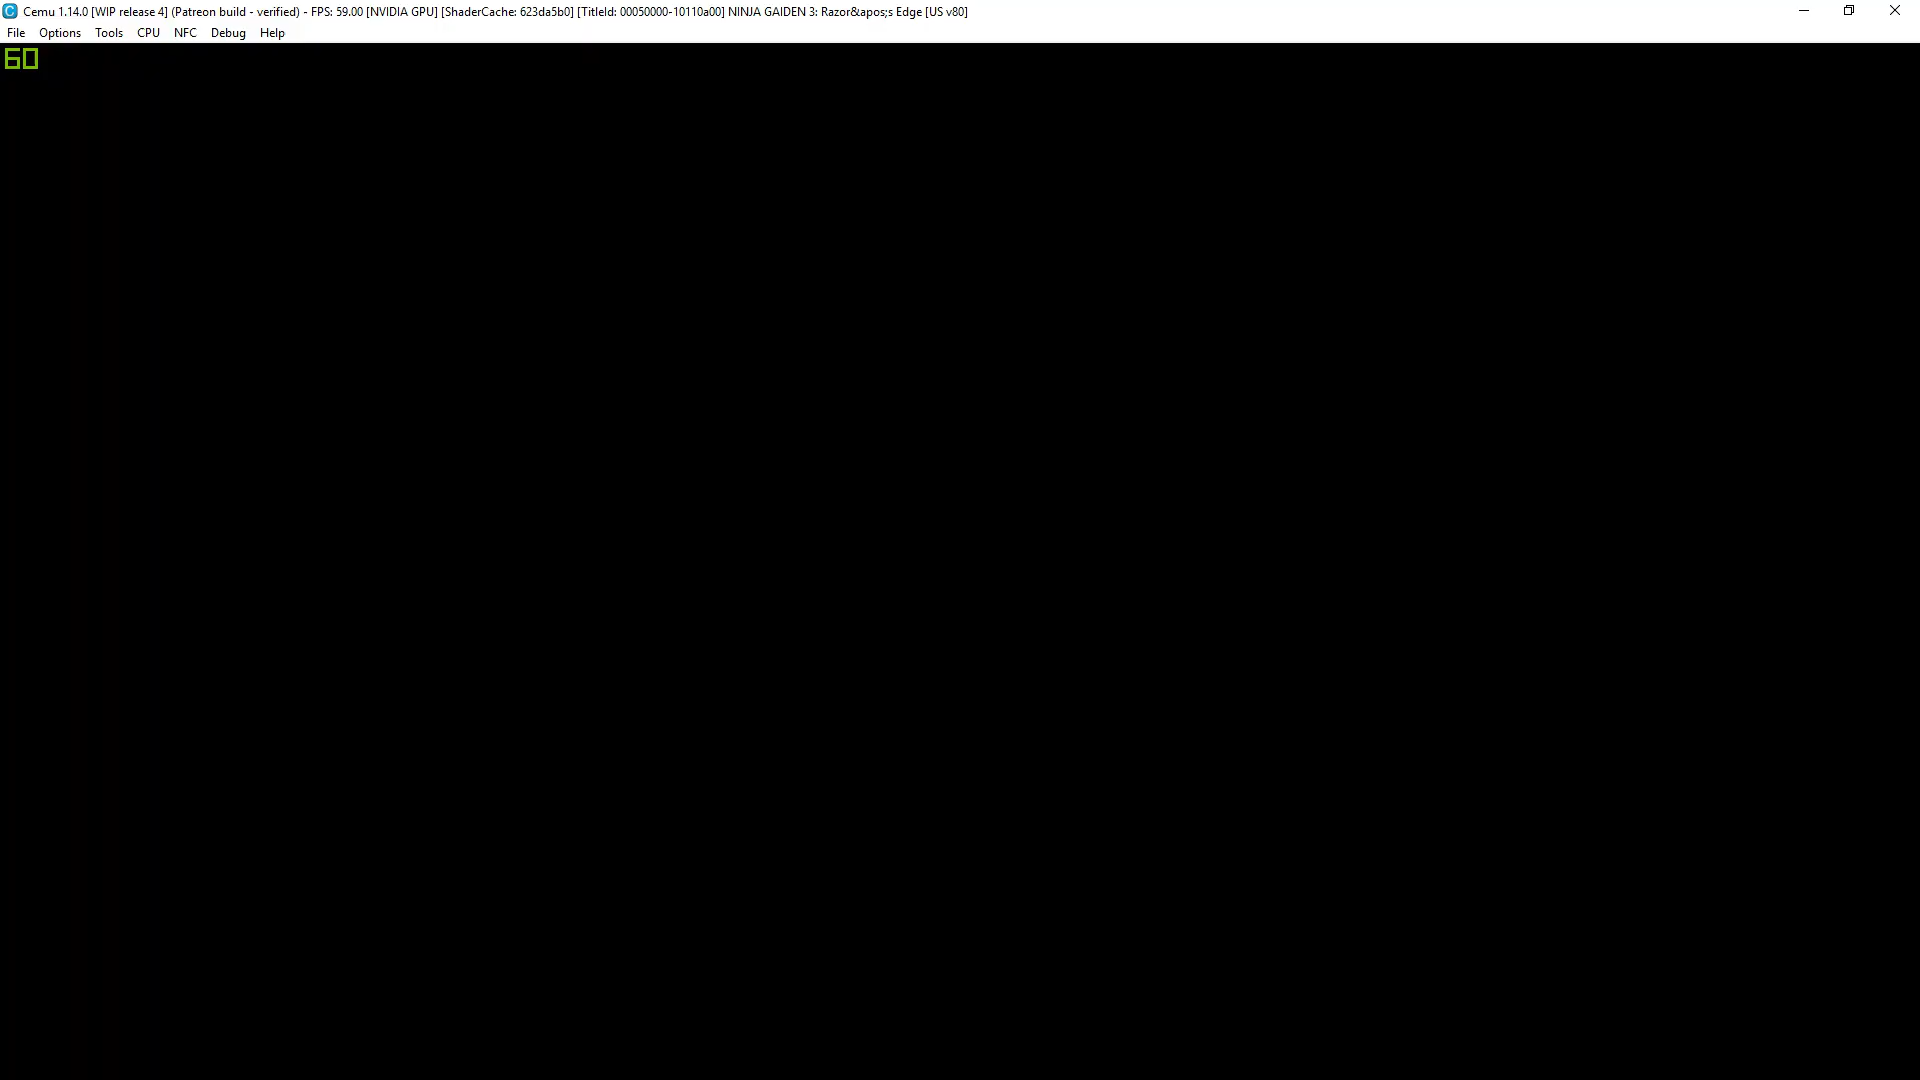 Cemu 1.14.0 [WIP release 4] (Patreon build - verified) - FPS: 59.00 [NVIDIA GPU] [ShaderCache: 623da5b0] [TitleId: 00050000-10110a00] NINJA GAIDEN 3: Razor&apos;s Edge [US v80]
File Options Tools CPU NFC Debug Help
60